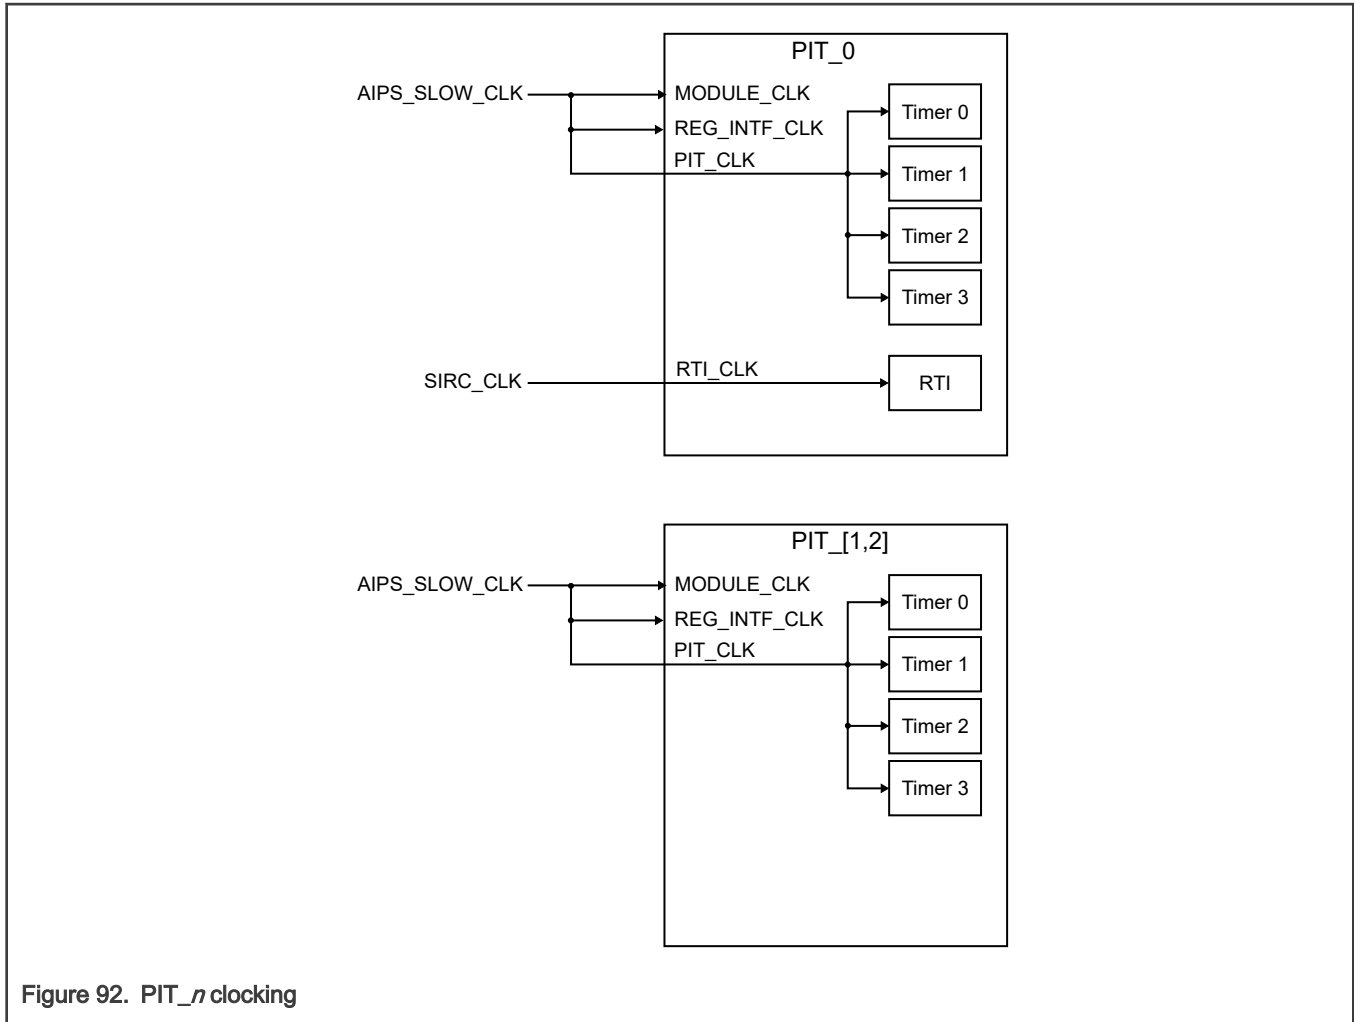 PIT_0
AIPS_SLOW_CLK
MODULE_CLK
REG_INTF_CLK
PIT_CLK
Timer 0
Timer 1
Timer 2
Timer 3
SIRC_CLK
RTI_CLK
RTI
PIT_[1,2]
AIPS_SLOW_CLK
MODULE_CLK
REG_INTF_CLK
PIT_CLK
Timer 0
Timer 1
Timer 2
Timer 3
Figure 92. PIT_n clocking